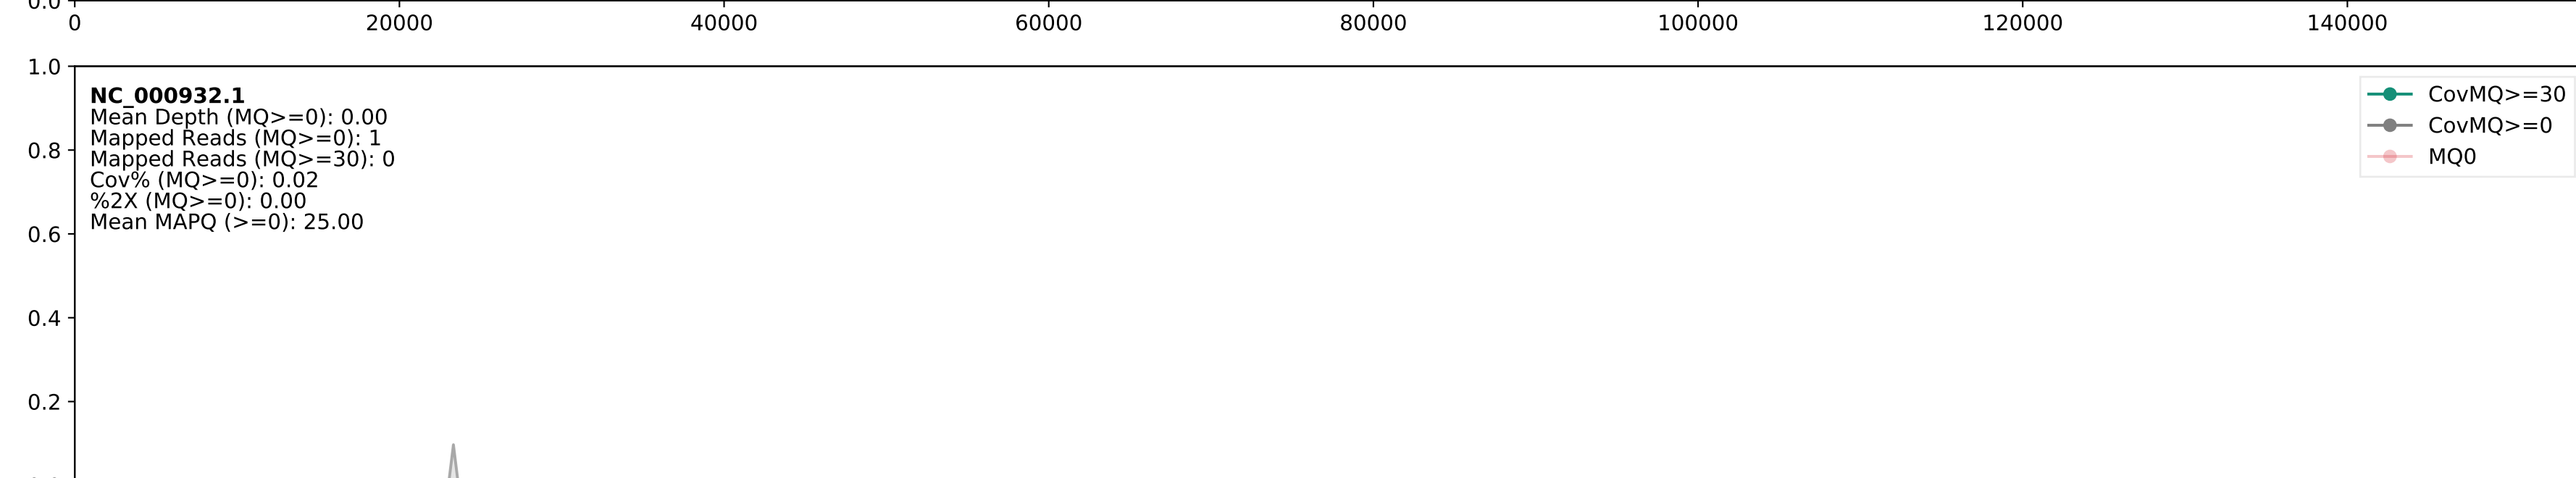 0.0
0 20000 40000 60000 80000 100000 120000 140000
1.0
NC_000932.1
Mean Depth (MQ>=0): 0.00
Mapped Reads (MQ>=0): 1
Mapped Reads (MQ>=30): 0
Cov% (MQ>=0): 0.02
%2X (MQ>=0): 0.00
Mean MAPQ (>=0): 25.00
CovMQ>=30
CovMQ>=0
MQ0
0.8
0.6
0.4
0.2